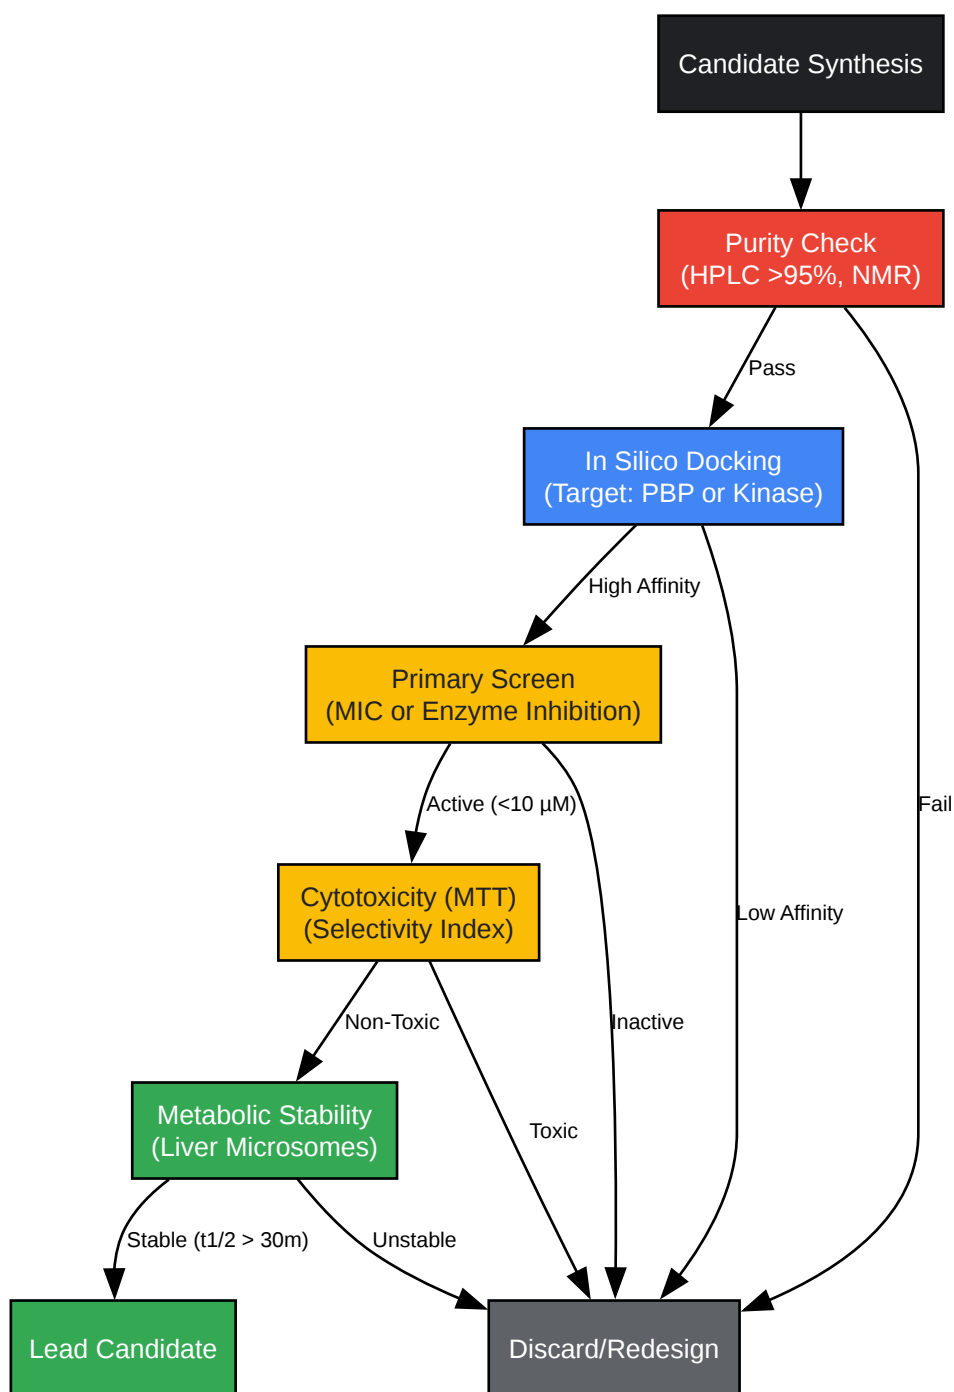 Candidate Synthesis
Purity Check
(HPLC >95%, NMR)
Pass
In Silico Docking
(Target: PBP or Kinase)
High Affinity
Primary Screen
(MIC or Enzyme Inhibition)
Active (<10 µM)
Fail
Cytotoxicity (MTT)
(Selectivity Index)
Low Affinity
Non-Toxic
Inactive
Metabolic Stability
(Liver Microsomes)
Toxic
Stable (t1/2 > 30m)
Unstable
Lead Candidate
Discard/Redesign